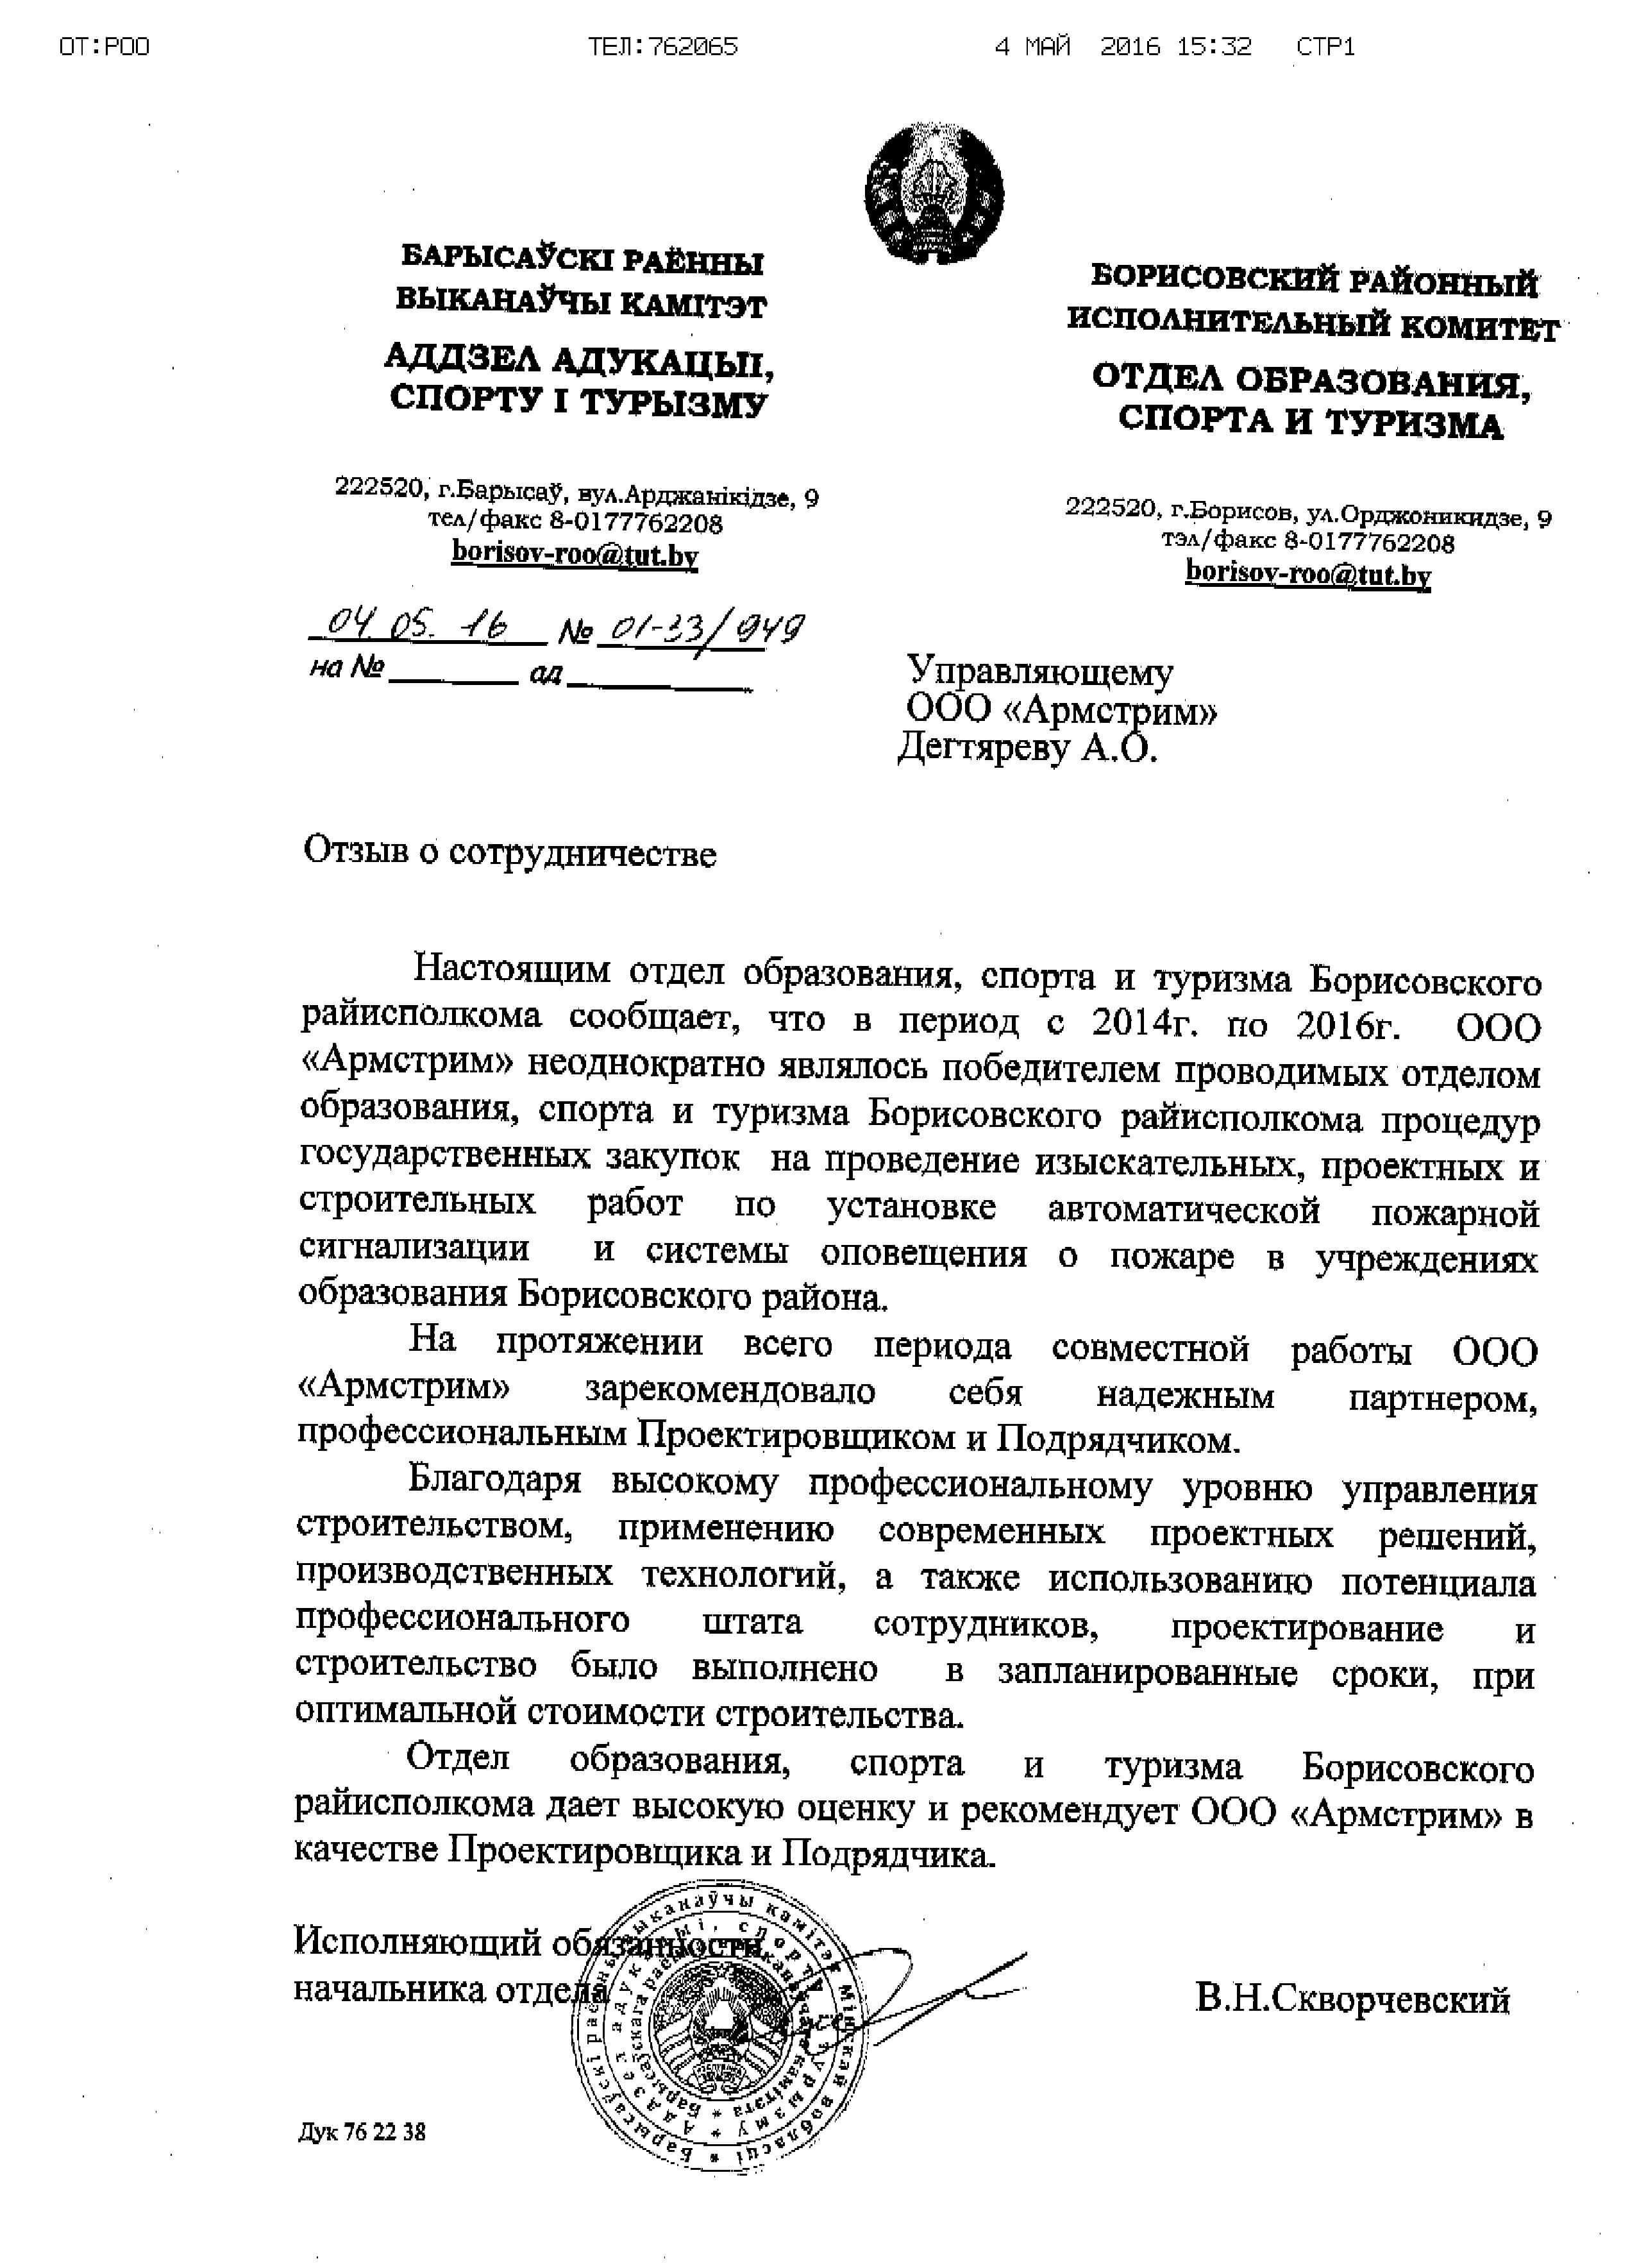 ОТ:РОО ТЕЛ:762065 4 МАЙ 2016 15:32 СТР1
БАРЫСАЎСКІ РАЁННЫ
ВЫКАНАЎЧЫ КАМІТЭТ
АДДЗЕЛ АДУКАЦЫІ,
СПОРТУ І ТУРЫЗМУ
222520, г.Барысаў, вул.Арджанікідзе, 9
тел/факс 8-0177762208
borisov-roo@tut.by
БОРИСОВСКИЙ РАЙОННЫЙ
ИСПОЛНИТЕЛЬНЫЙ КОМИТЕТ
ОТДЕЛ ОБРАЗОВАНИЯ,
СПОРТА И ТУРИЗМА
222520, г.Борисов, ул.Орджоникидзе, 9
тэл/факс 8-0177762208
borisov-roo@tut.by
04 05. 16 № 01-33/949
на № ад
Управляющему
ООО «Армстрим»
Дегтяреву А.О.
Отзыв о сотрудничестве
Настоящим отдел образования, спорта и туризма Борисовского
райисполкома сообщает, что в период с 2014г. по 2016г. ООО
«Армстрим» неоднократно являлось победителем проводимых отделом
образования, спорта и туризма Борисовского райисполкома процедур
государственных закупок на проведение изыскательных, проектных и
строительных работ по установке автоматической пожарной
сигнализации и системы оповещения о пожаре в учреждениях
образования Борисовского района.
На протяжении всего периода совместной работы ООО
«Армстрим» зарекомендовало себя надежным партнером,
профессиональным Проектировщиком и Подрядчиком.
Благодаря высокому профессиональному уровню управления
строительством, применению современных проектных решений,
производственных технологий, а также использованию потенциала
профессионального штата сотрудников, проектирование и
строительство было выполнено в запланированные сроки, при
оптимальной стоимости строительства.
Отдел образования, спорта и туризма Борисовского
райисполкома дает высокую оценку и рекомендует ООО «Армстрим» в
качестве Проектировщика и Подрядчика.
Исполняющий обязанности
начальника отдела
В.Н.Скворчевский
Барысаўскі раённы выканаўчы камітэт Мінскай вобласці *
Аддзел адукацыі, спорту і турызму *
Барысаўскага раённага выканаўчага камітэта *
Дук 76 22 38